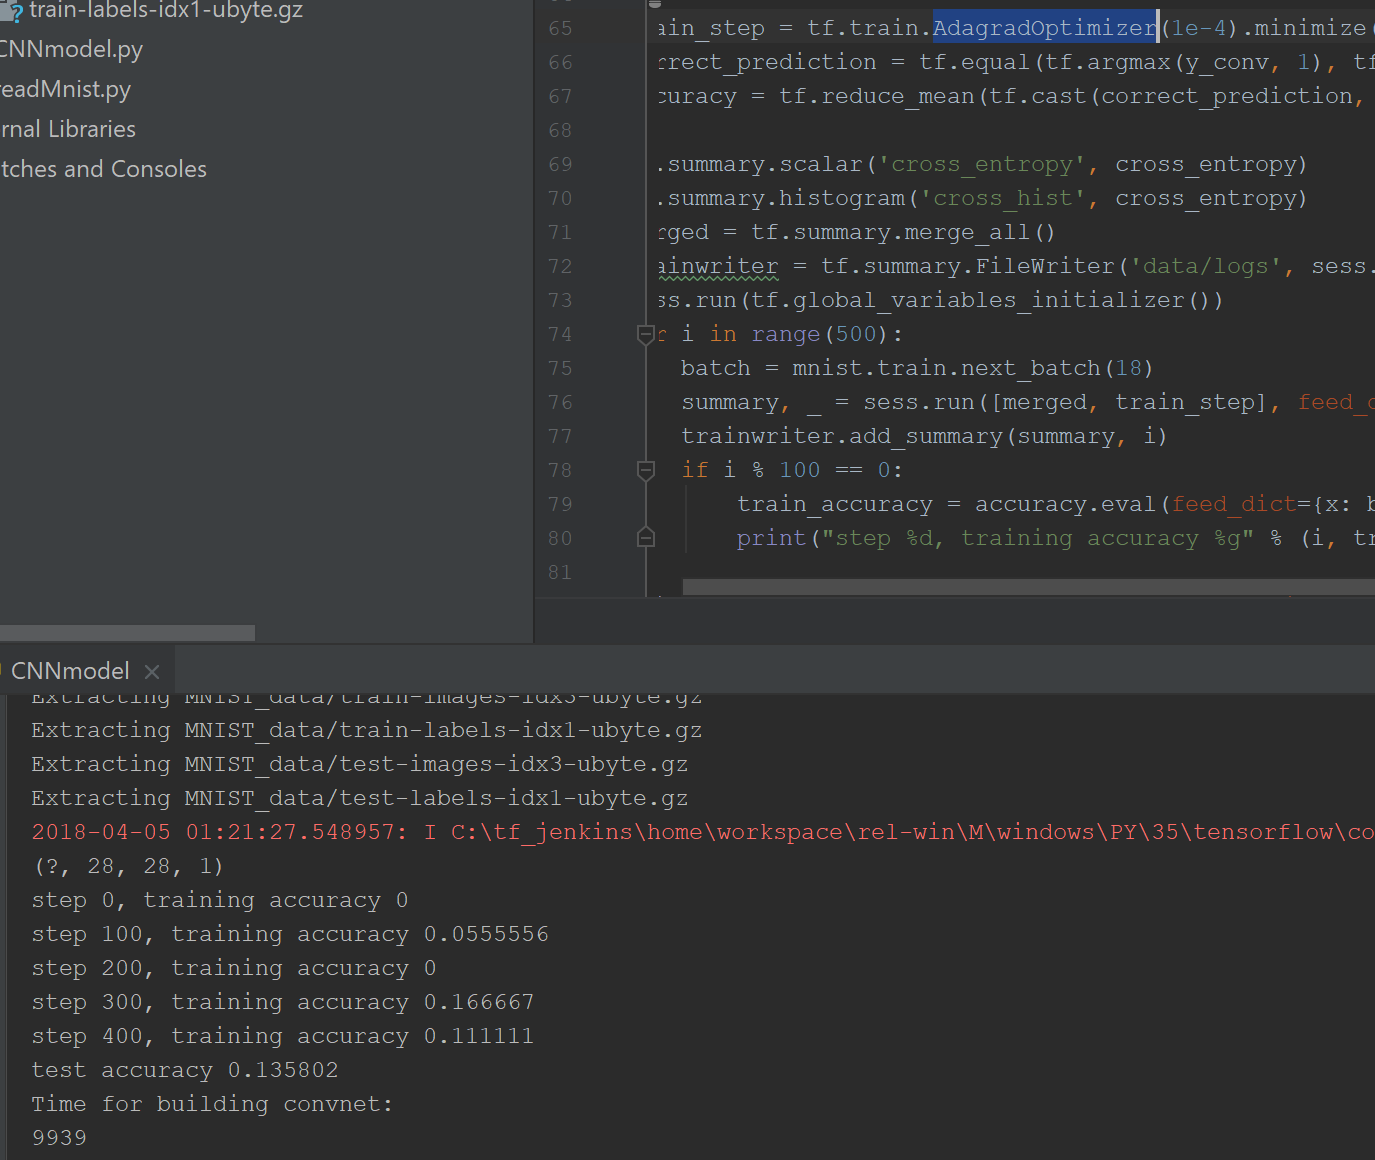 train-labels-idx1-ubyte.gz
CNNmodel.py
readMnist.py
rnal Libraries
tches and Consoles
65 ain_step = tf.train.AdagradOptimizer(1e-4).minimize(
66 rrect_prediction = tf.equal(tf.argmax(y_conv, 1), tf
67 curacy = tf.reduce_mean(tf.cast(correct_prediction,
68
69 .summary.scalar('cross_entropy', cross_entropy)
70 .summary.histogram('cross_hist', cross_entropy)
71 rged = tf.summary.merge_all()
72 ainwriter = tf.summary.FileWriter('data/logs', sess.
73 ss.run(tf.global_variables_initializer())
74 r i in range(500):
75 batch = mnist.train.next_batch(18)
76 summary, _ = sess.run([merged, train_step], feed_d
77 trainwriter.add_summary(summary, i)
78 if i % 100 == 0:
79 train_accuracy = accuracy.eval(feed_dict={x: b
80 print("step %d, training accuracy %g" % (i, tr
81
CNNmodel
Extracting MNIST_data/train-images-idx3-ubyte.gz
Extracting MNIST_data/train-labels-idx1-ubyte.gz
Extracting MNIST_data/test-images-idx3-ubyte.gz
Extracting MNIST_data/test-labels-idx1-ubyte.gz
2018-04-05 01:21:27.548957: I C:\tf_jenkins\home\workspace\rel-win\M\windows\PY\35\tensorflow\co
(?, 28, 28, 1)
step 0, training accuracy 0
step 100, training accuracy 0.0555556
step 200, training accuracy 0
step 300, training accuracy 0.166667
step 400, training accuracy 0.111111
test accuracy 0.135802
Time for building convnet:
9939